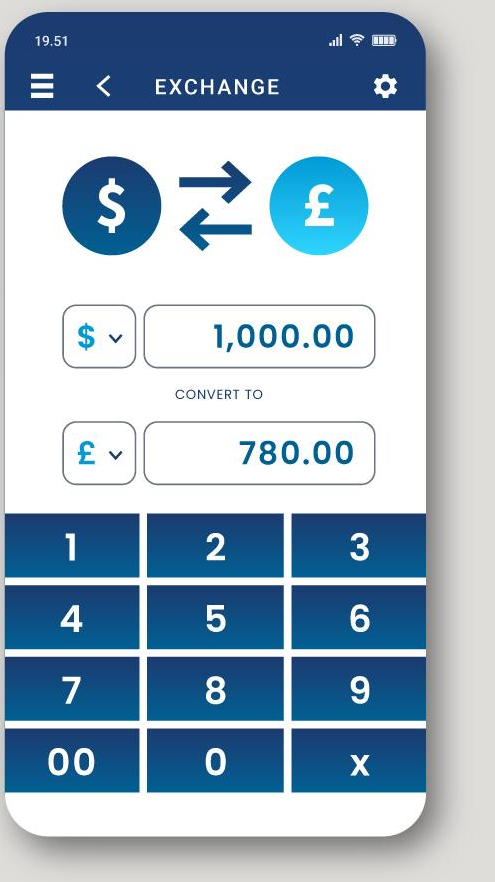 19.51
EXCHANGE
$ £
$ 1,000.00
CONVERT TO
£ 780.00
1 2 3
4 5 6
7 8 9
00 0 x